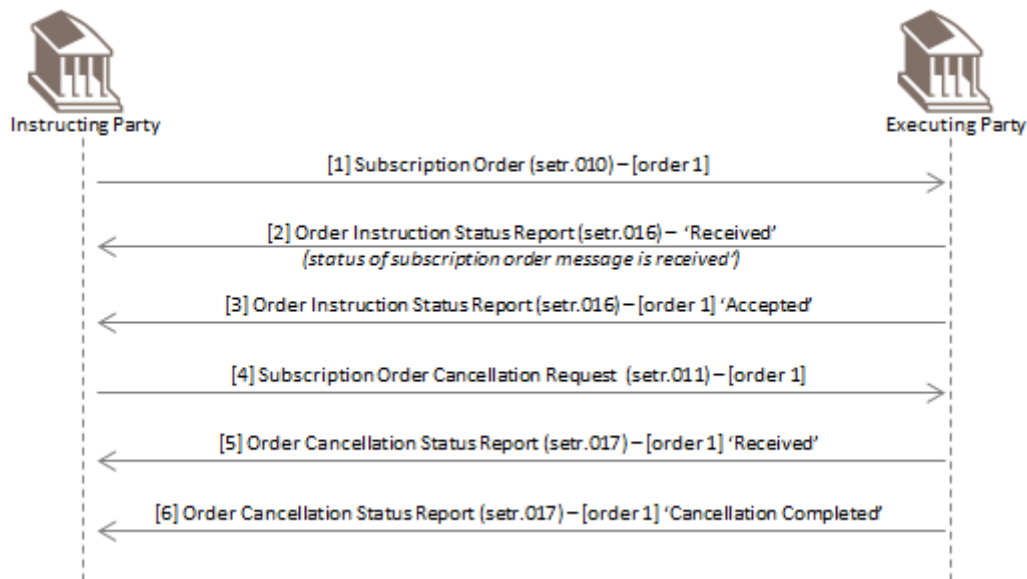 Instructing Party
Executing Party
[1] Subscription Order (setr.010) – [order 1]
[2] Order Instruction Status Report (setr.016) – ‘Received’
(status of subscription order message is received’)
[3] Order Instruction Status Report (setr.016) – [order 1] ‘Accepted’
[4] Subscription Order Cancellation Request (setr.011) – [order 1]
[5] Order Cancellation Status Report (setr.017) – [order 1] ‘Received’
[6] Order Cancellation Status Report (setr.017) – [order 1] ‘Cancellation Completed’